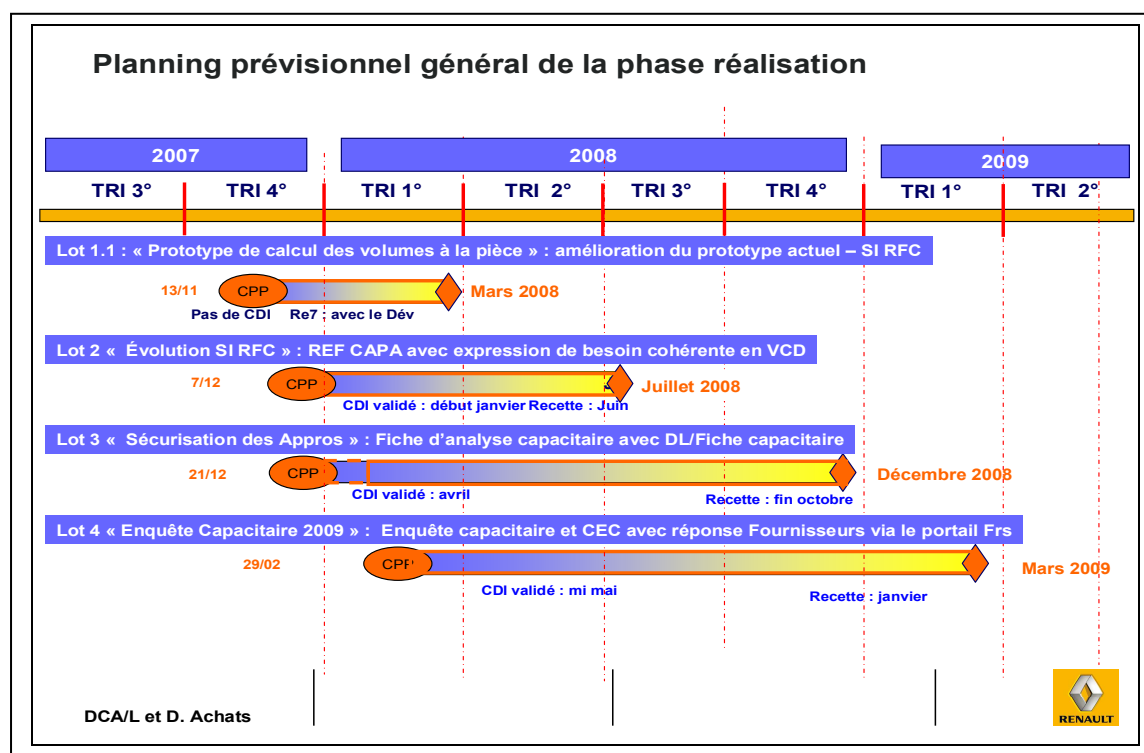 Planning prévisionnel général de la phase réalisation
2007
2008
2009
TRI 3°
TRI 4°
TRI 1°
TRI 2°
TRI 3°
TRI 4°
TRI 1°
TRI 2°
Lot 1.1 : « Prototype de calcul des volumes à la pièce » : amélioration du prototype actuel – SI RFC
13/11
CPP
Mars 2008
Pas de CDI
Re7 : avec le Dév
Lot 2 « Évolution SI RFC » : REF CAPA avec expression de besoin cohérente en VCD
7/12
CPP
Juillet 2008
CDI validé : début janvier
Recette : Juin
Lot 3 « Sécurisation des Appros » : Fiche d’analyse capacitaire avec DL/Fiche capacitaire
21/12
CPP
Décembre 2008
CDI validé : avril
Recette : fin octobre
Lot 4 « Enquête Capacitaire 2009 » : Enquête capacitaire et CEC avec réponse Fournisseurs via le portail Frs
29/02
CPP
Mars 2009
CDI validé : mi mai
Recette : janvier
DCA/L et D. Achats
RENAULT